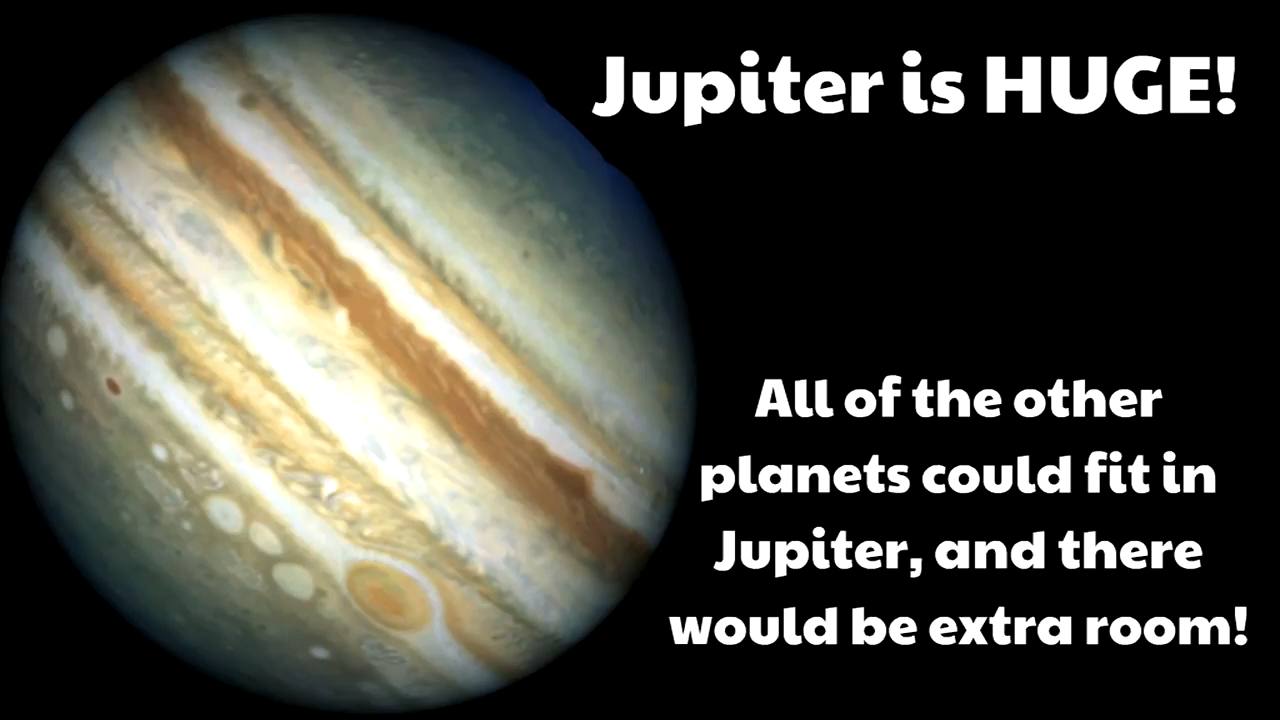 Jupiter is HUGE!
All of the other
planets could fit in
Jupiter, and there
would be extra room!